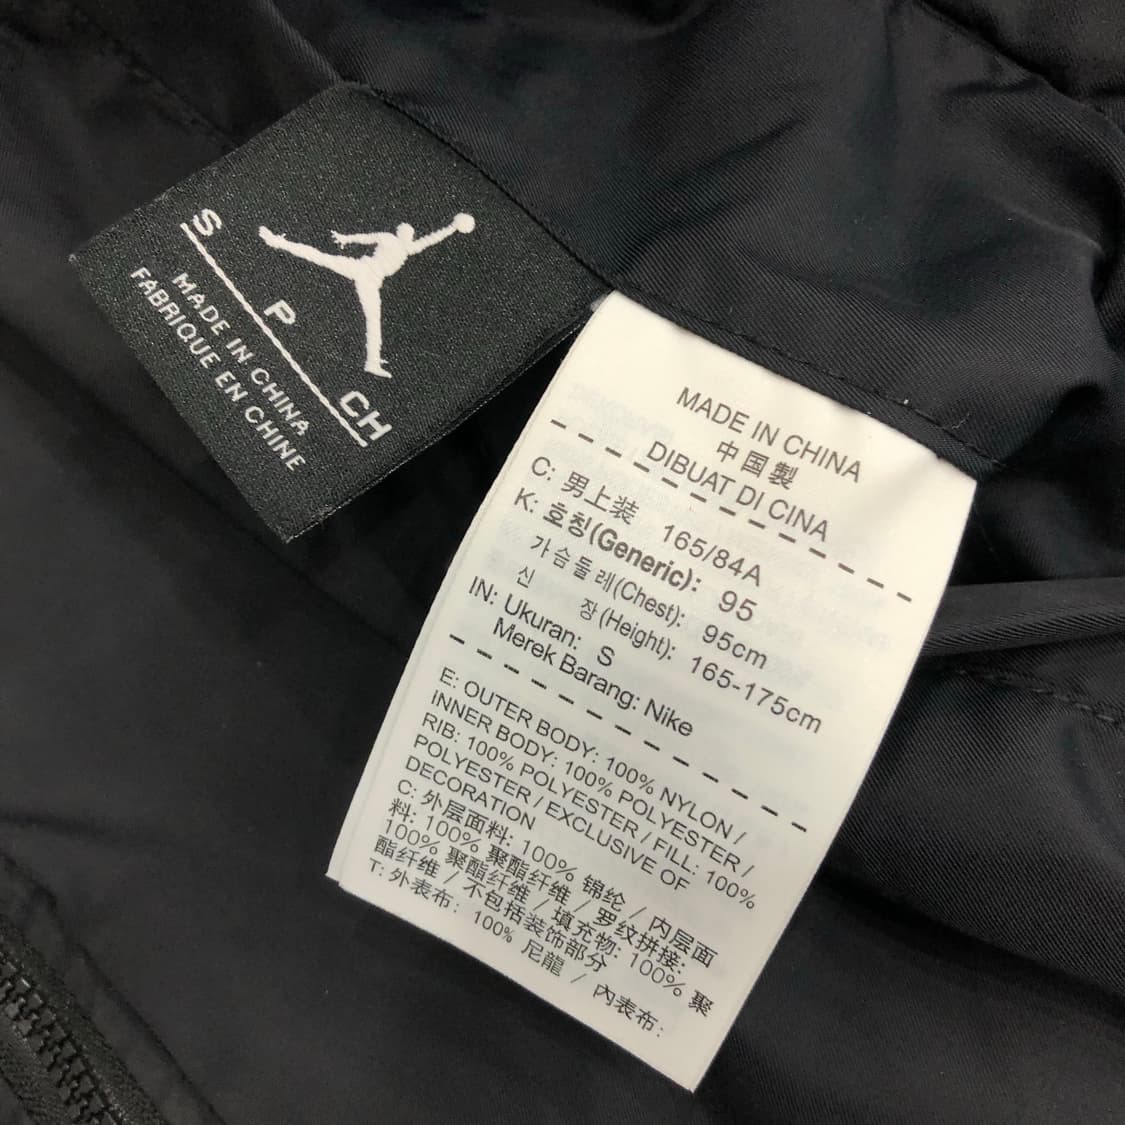 S P CH
MADE IN CHINA
FABRIQUE EN CHINE
MADE IN CHINA
中国製
DIBUAT DI CINA
C: 男上装 165/84A
K: 호칭(Generic): 95
가슴둘레(Chest): 95cm
신 장(Height): 165-175cm
IN: Ukuran: S
Merek Barang: Nike
E: OUTER BODY: 100% NYLON /
INNER BODY: 100% POLYESTER /
RIB: 100% POLYESTER / FILL: 100%
POLYESTER / EXCLUSIVE OF
DECORATION
C: 外层面料: 100% 锦纶 / 内层面
料: 100% 聚酯纤维 / 罗纹拼接:
100% 聚酯纤维 / 填充物: 100% 聚
酯纤维 / 不包括装饰部分
T: 外表布: 100% 尼龍 / 內表布: